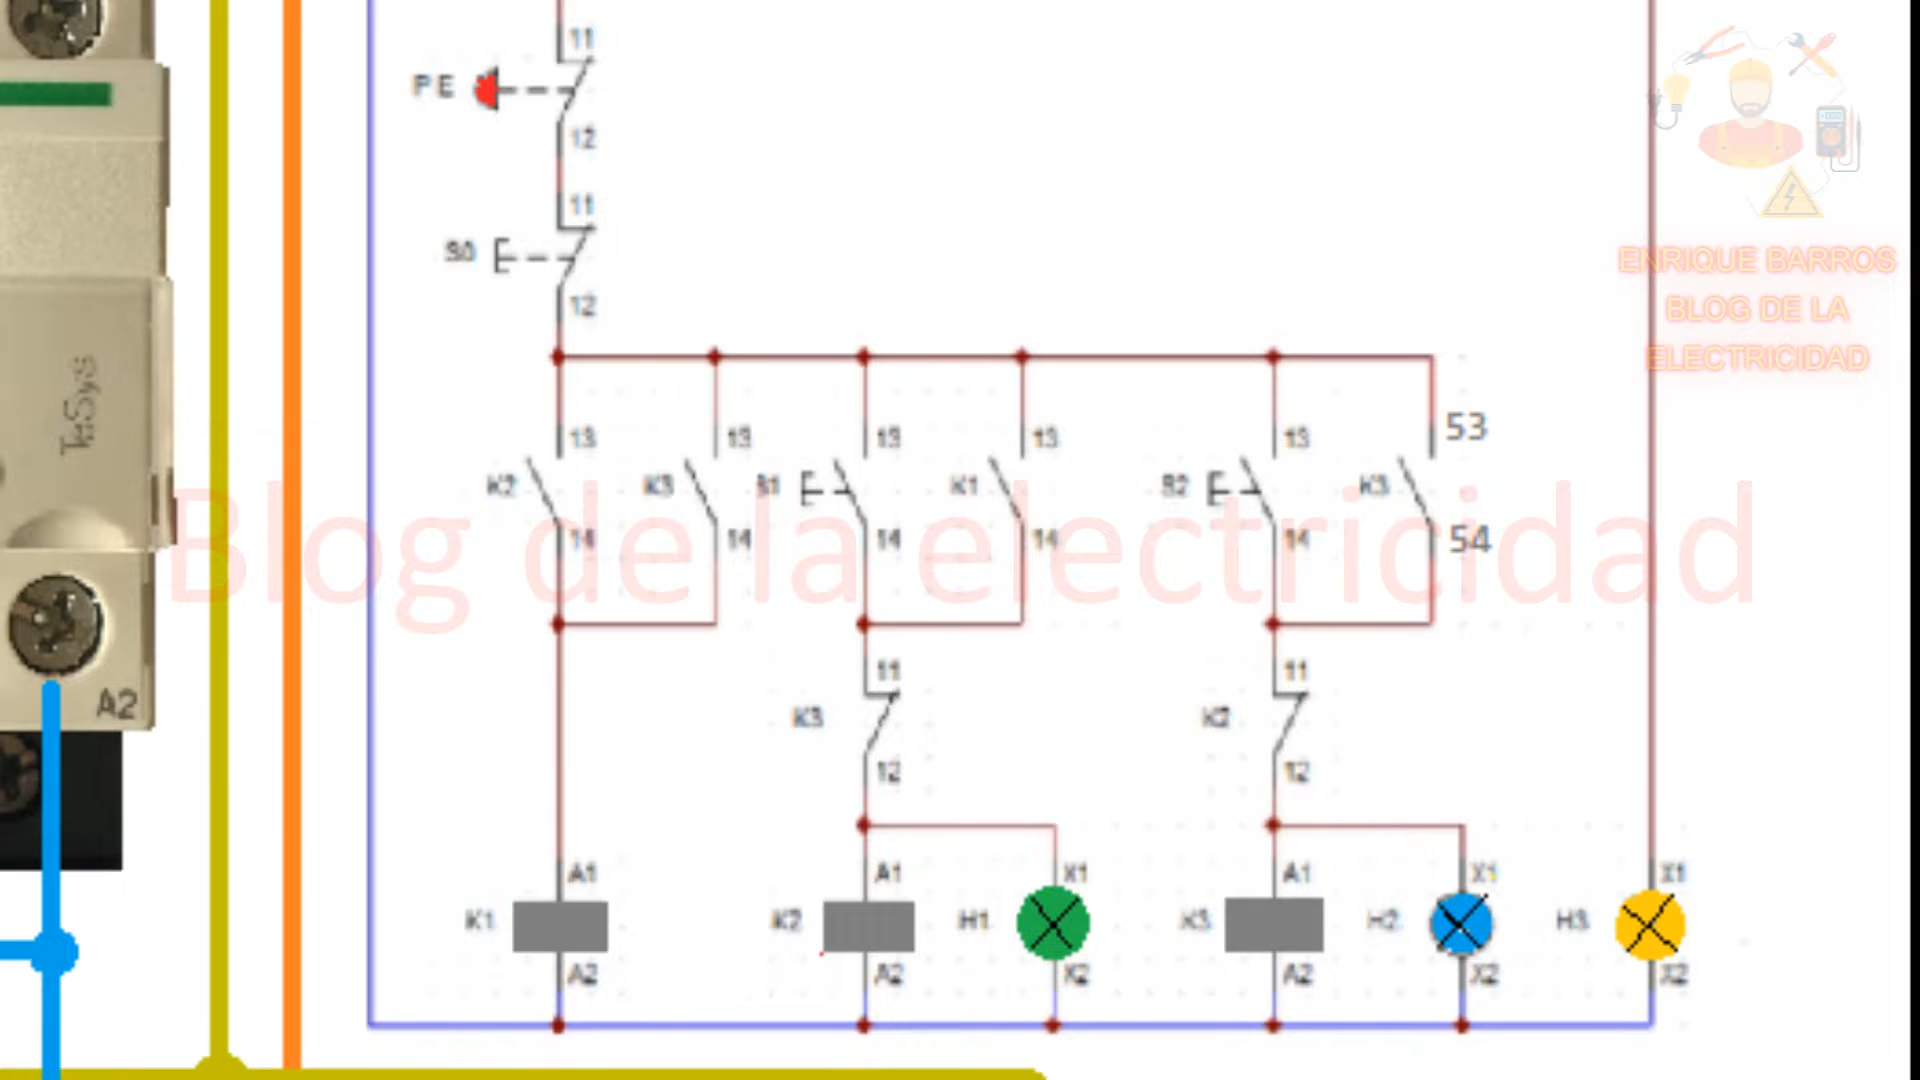 11
PE
12
11
S0
12
ENRIQUE BARROS
BLOG DE LA
ELECTRICIDAD
TeSys
13
13
13
13
13
53
K2
K3
S1
K1
S2
K3
14
14
14
14
14
54
Blog de la electricidad
11
11
K3
K2
12
12
A2
A1
A1
X1
A1
X1
X1
K1
K2
H1
K3
H2
H3
A2
A2
X2
A2
X2
X2